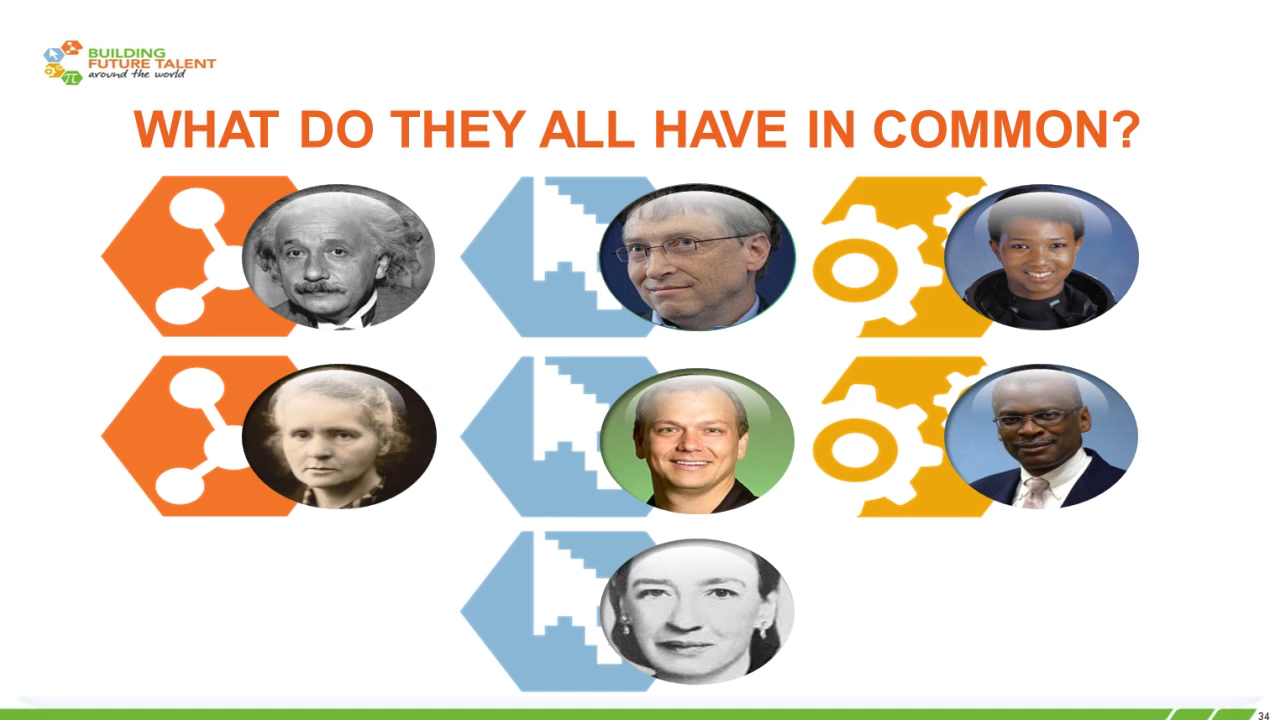 BUILDING
FUTURE TALENT
around the world
π
WHAT DO THEY ALL HAVE IN COMMON?
34